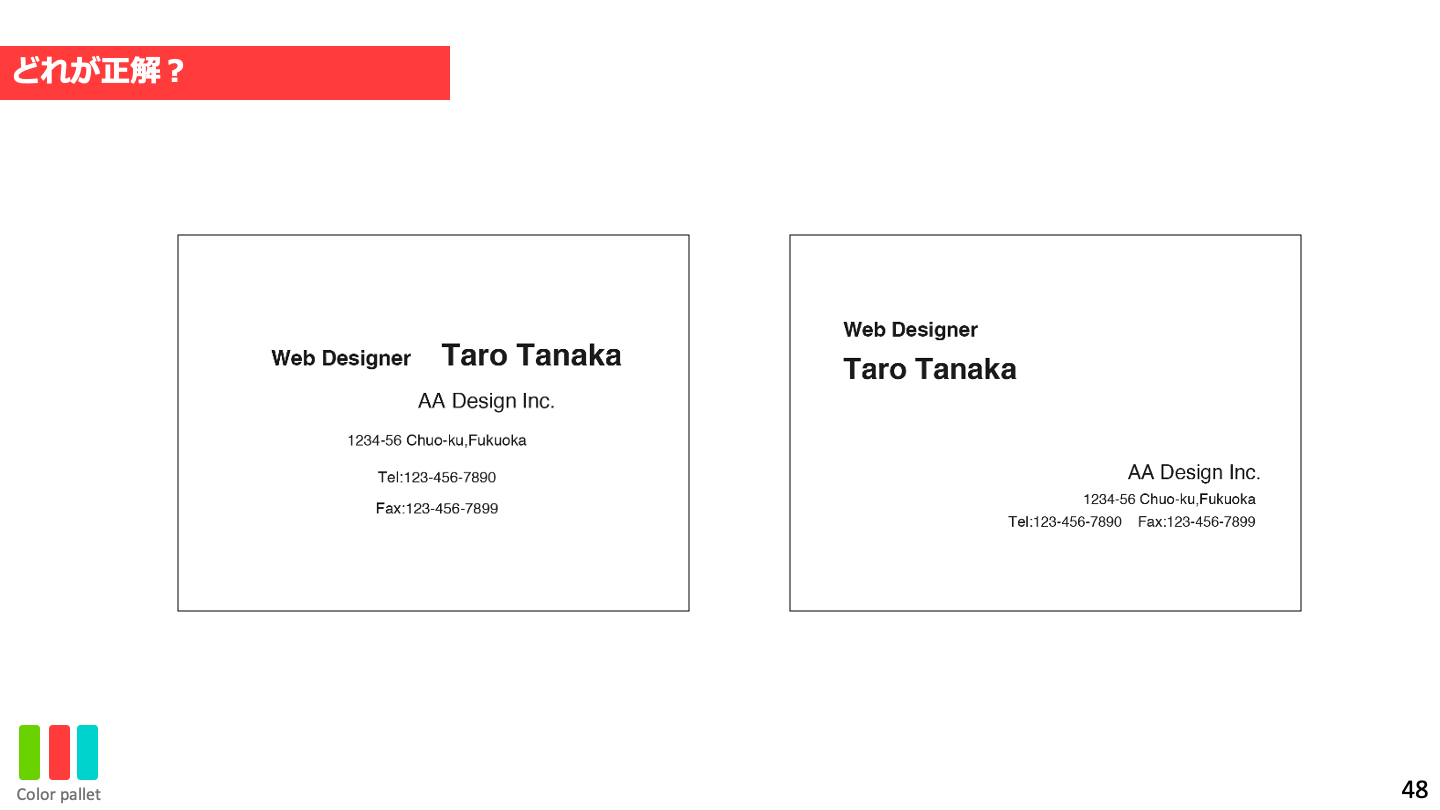 どれが正解？
Web Designer Taro Tanaka
AA Design Inc.
1234-56 Chuo-ku,Fukuoka
Tel:123-456-7890
Fax:123-456-7899
Web Designer
Taro Tanaka
AA Design Inc.
1234-56 Chuo-ku,Fukuoka
Tel:123-456-7890 Fax:123-456-7899
Color pallet
48